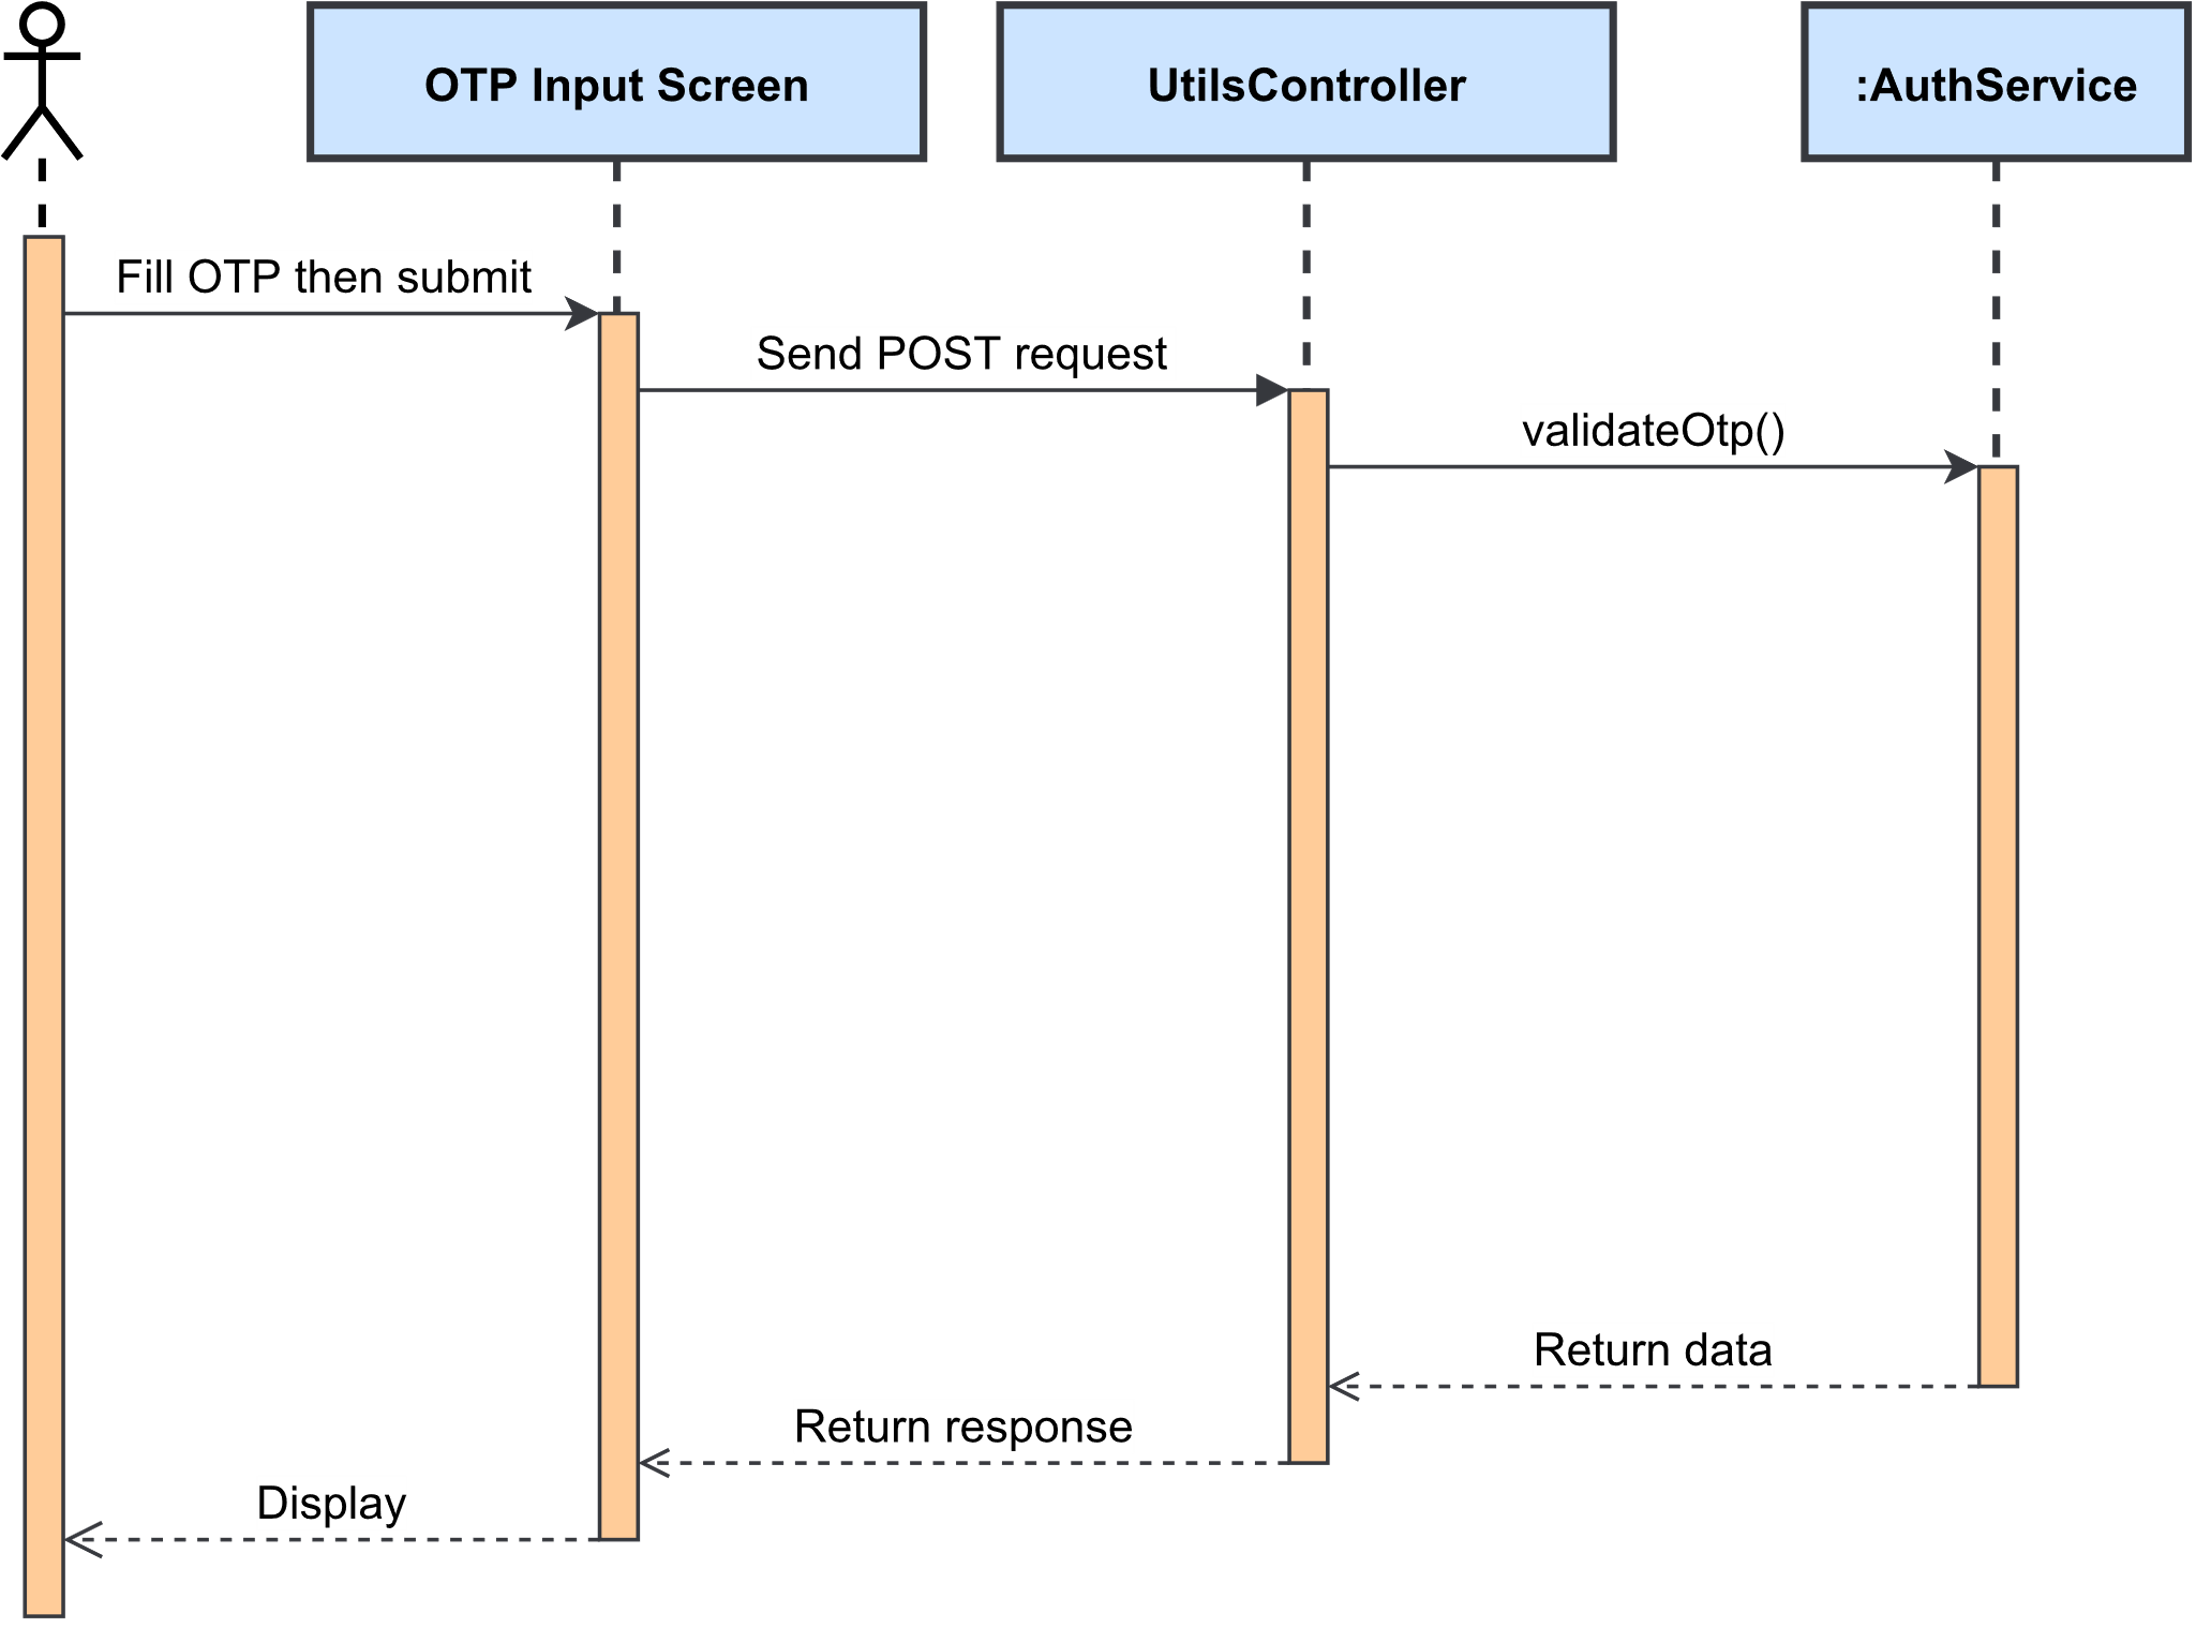 OTP Input Screen
UtilsController
:AuthService
Fill OTP then submit
Send POST request
validateOtp()
Return data
Return response
Display